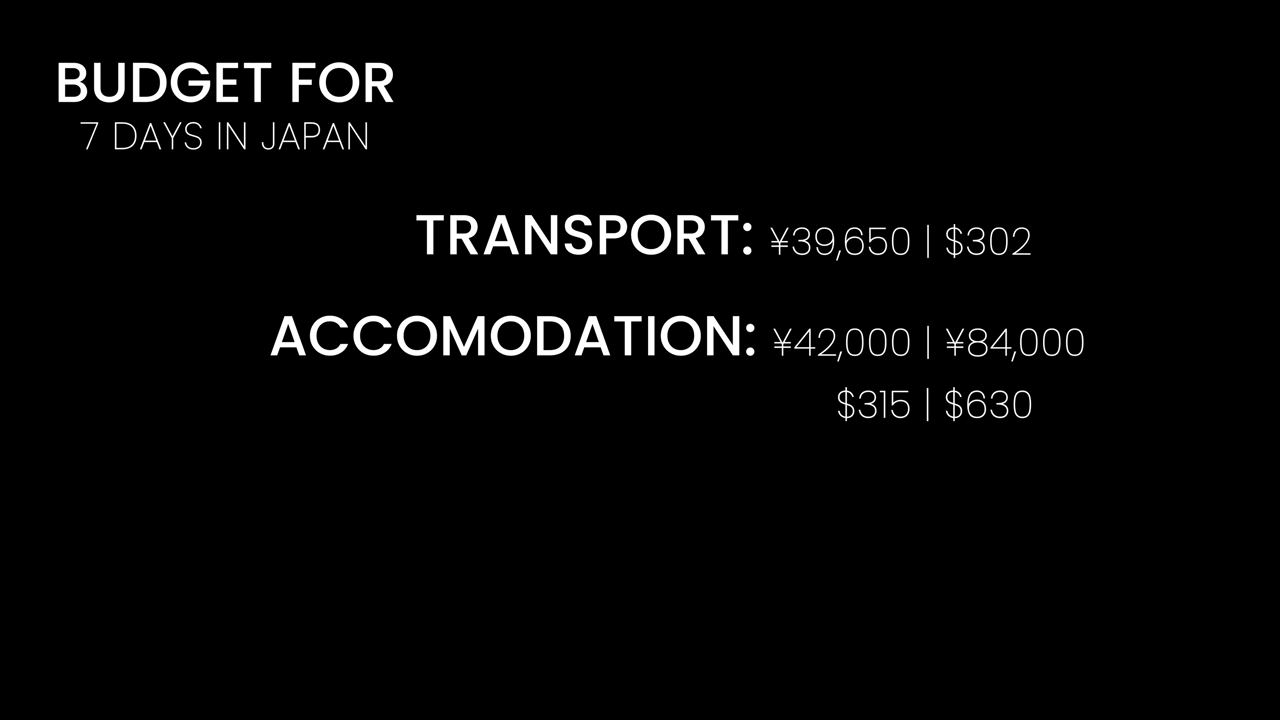 BUDGET FOR
7 DAYS IN JAPAN
TRANSPORT: ¥39,650 | $302
ACCOMODATION: ¥42,000 | ¥84,000
$315 | $630